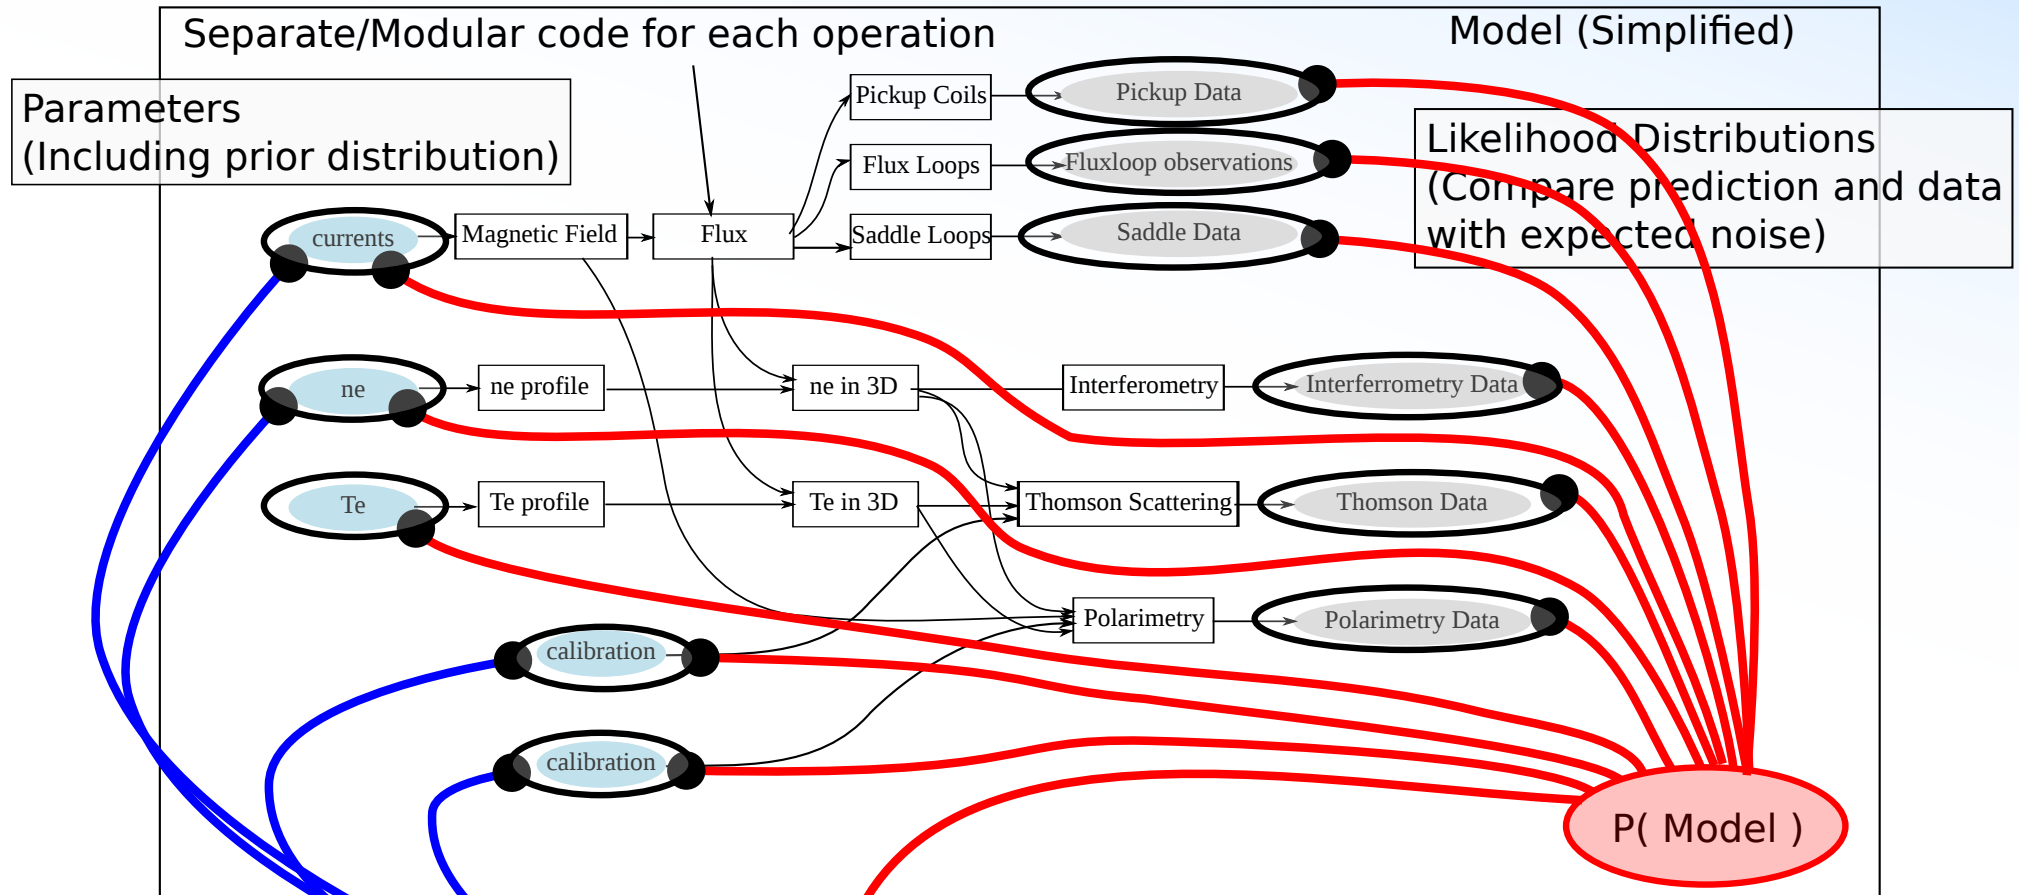 Separate/Modular code for each operation
Model (Simplified)
Parameters
(Including prior distribution)
Pickup Coils
Pickup Data
Likelihood Distributions
(Compare prediction and data
with expected noise)
Flux Loops
Fluxloop observations
currents
Magnetic Field
Flux
Saddle Loops
Saddle Data
ne
ne profile
ne in 3D
Interferometry
Interferrometry Data
Te
Te profile
Te in 3D
Thomson Scattering
Thomson Data
Polarimetry
Polarimetry Data
calibration
calibration
P( Model )